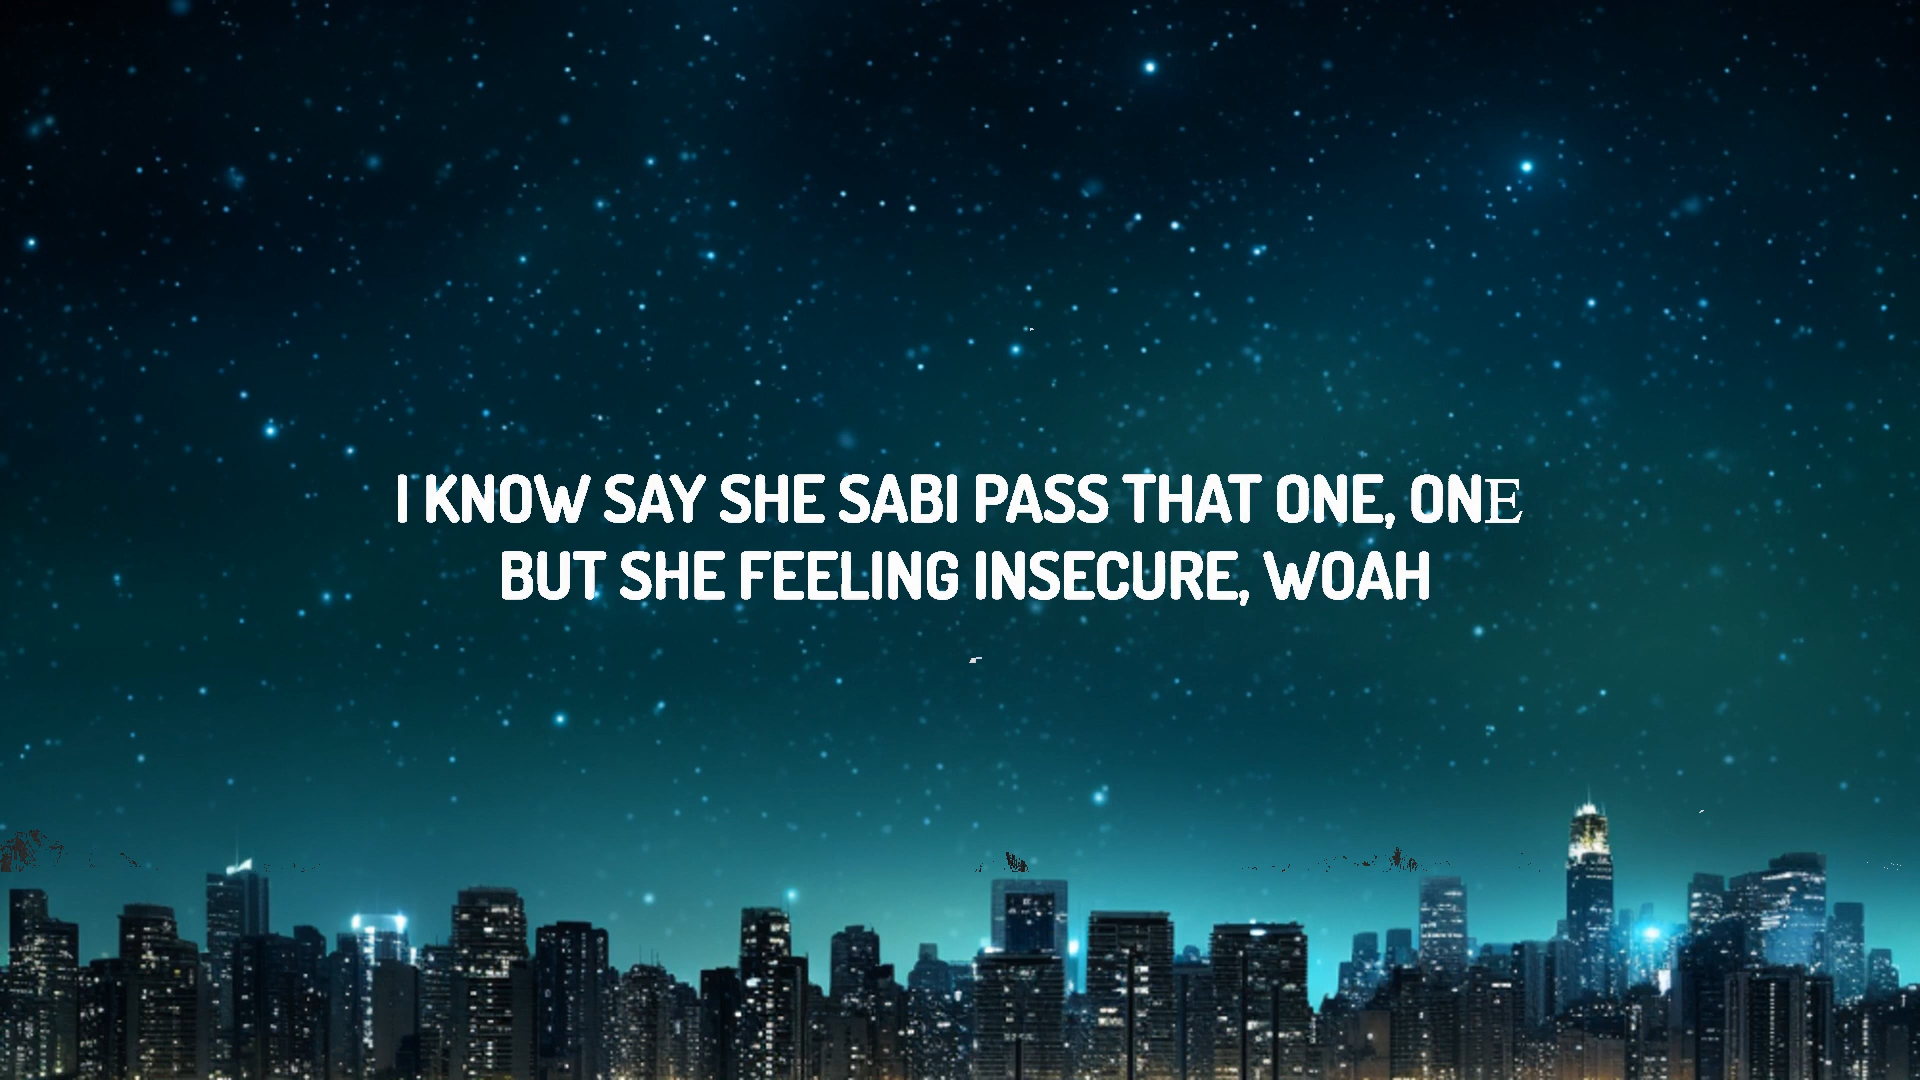 I KNOW SAY SHE SABI PASS THAT ONE, ONE
BUT SHE FEELING INSECURE, WOAH